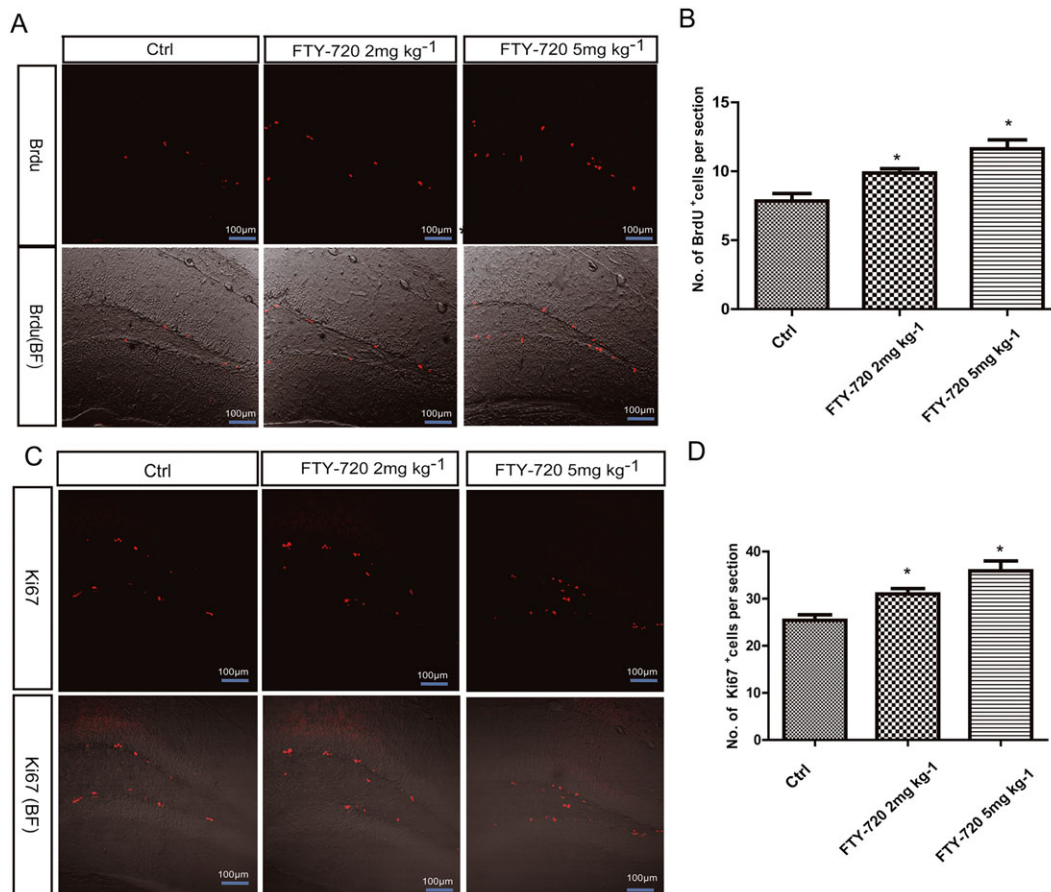 A
Ctrl
FTY-720 2mg kg-1
FTY-720 5mg kg-1
Brdu
100µm
100µm
100µm
Brdu(BF)
100µm
100µm
100µm
B
No. of BrdU +cells per section
15
10
5
0
*
*
Ctrl
FTY-720 2mg kg-1
FTY-720 5mg kg-1
C
Ctrl
FTY-720 2mg kg-1
FTY-720 5mg kg-1
Ki67
100µm
100µm
100µm
Ki67 (BF)
100µm
100µm
100µm
D
No. of Ki67 +cells per section
40
30
20
10
0
*
*
Ctrl
FTY-720 2mg kg-1
FTY-720 5mg kg-1